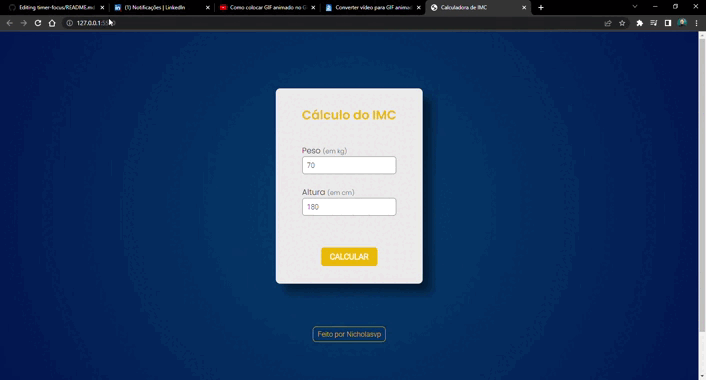 Editing timer-focus/README.md
(1) Notificações | LinkedIn
Como colocar GIF animado no G
Converter vídeo para GIF anima
Calculadora de IMC
127.0.0.1:55
Cálculo do IMC
Peso (em kg)
70
Altura (em cm)
180
CALCULAR
Feito por Nicholasvp